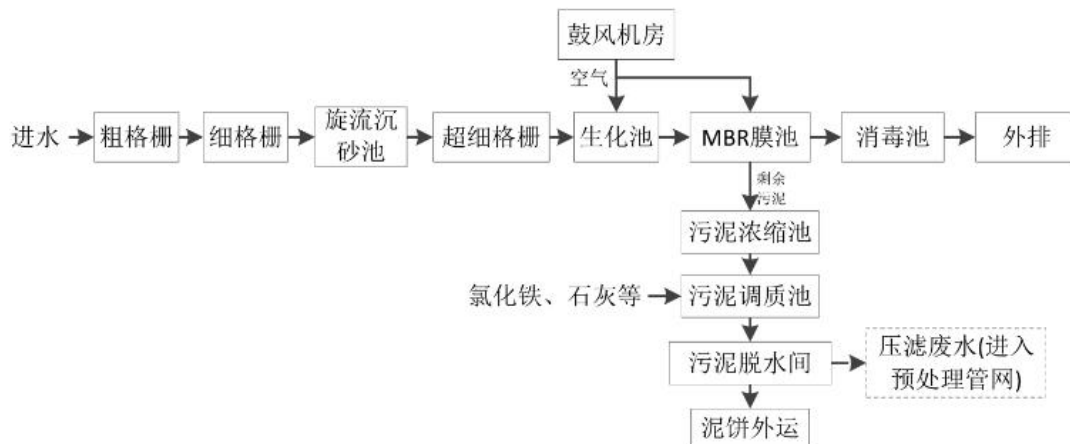 鼓风机房
空气
进水
粗格栅
细格栅
旋流沉
砂池
超细格栅
生化池
MBR膜池
消毒池
外排
剩余
污泥
污泥浓缩池
氯化铁、石灰等
污泥调质池
污泥脱水间
压滤废水(进入
预处理管网)
泥饼外运